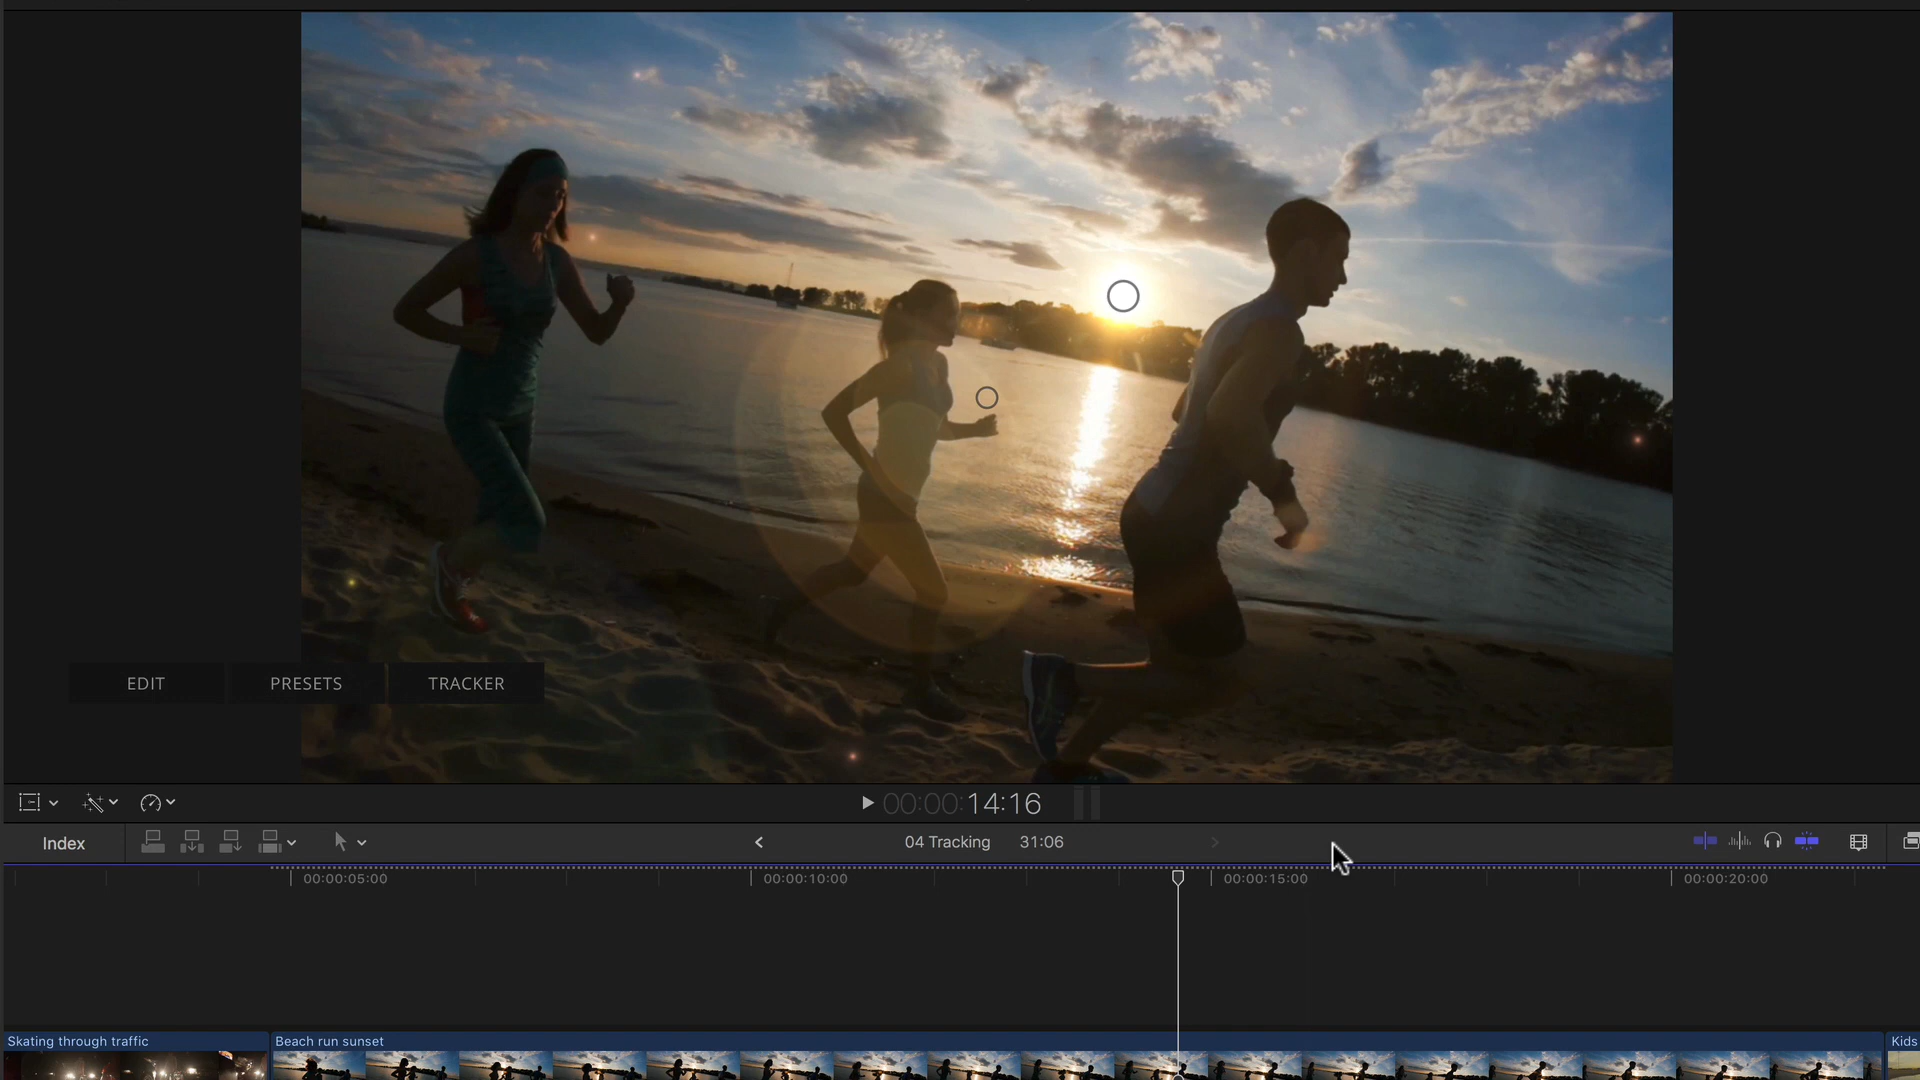 EDIT PRESETS TRACKER
00:00:14:16
Index
04 Tracking 31:06
00:00:05:00 00:00:10:00 00:00:15:00 00:00:20:00
Skating through traffic Beach run sunset Kids